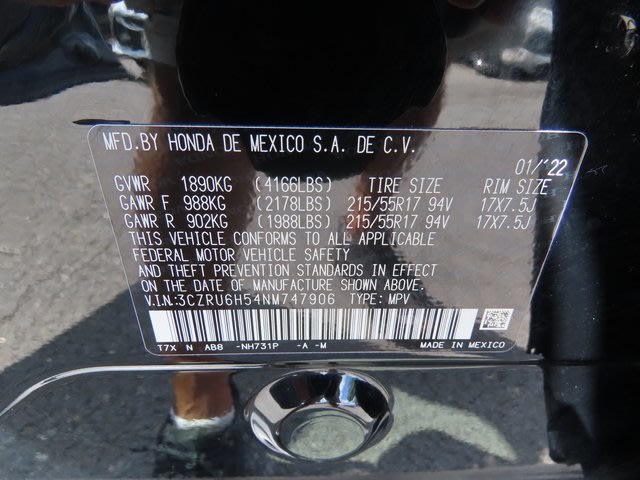 MFD.BY HONDA DE MEXICO S.A. DE C.V.
01/'22
GVWR 1890KG (4166LBS) TIRE SIZE RIM SIZE
GAWR F 988KG (2178LBS) 215/55R17 94V 17X7.5J
GAWR R 902KG (1988LBS) 215/55R17 94V 17X7.5J
THIS VEHICLE CONFORMS TO ALL APPLICABLE
FEDERAL MOTOR VEHICLE SAFETY
AND THEFT PREVENTION STANDARDS IN EFFECT
ON THE DATE OF MANUFACTURE SHOWN ABOVE.
V.I.N:3CZRU6H54NM747906 TYPE: MPV
T7X N AB8 -NH731P -A -M MADE IN MEXICO